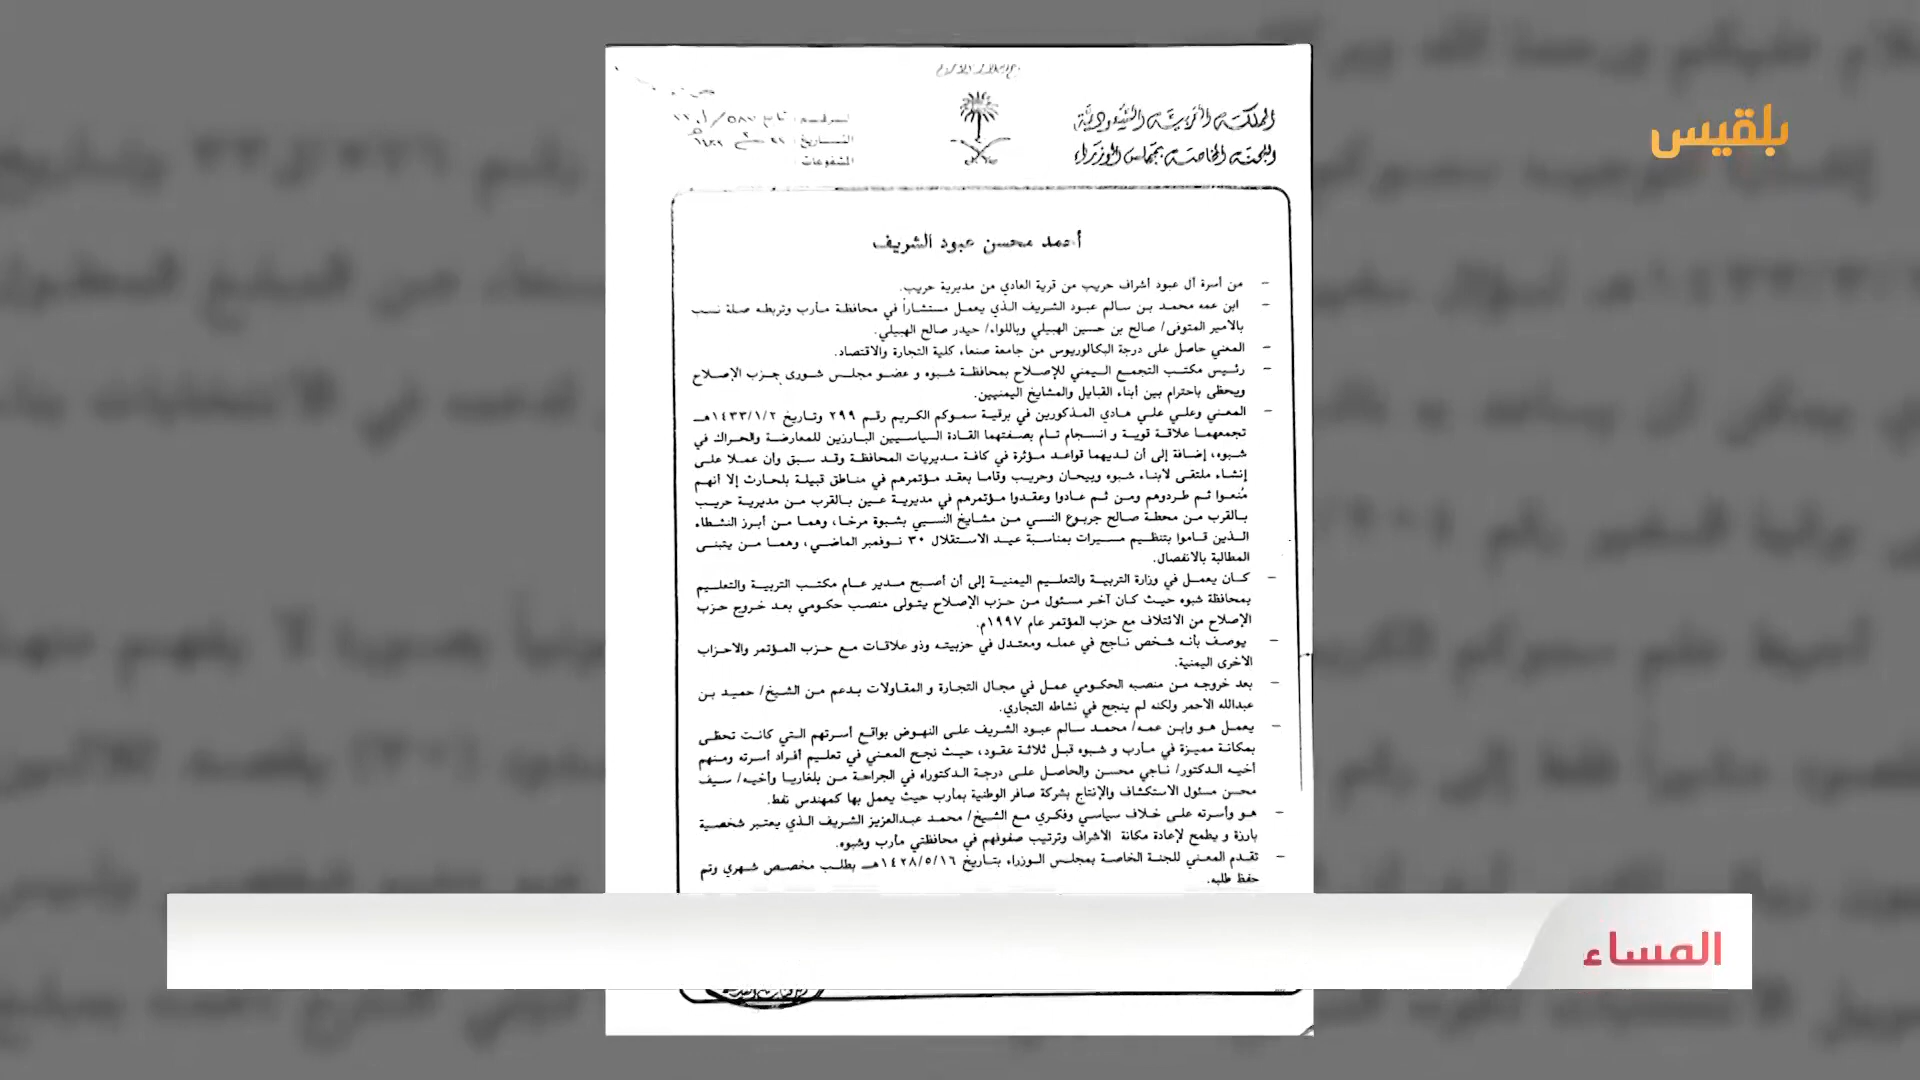 بلقيس
المملكة العربية السعودية
اللجنة الخاصة بمجلس الوزراء
الرقم:
التاريخ:
المشفوعات:
أحمد محسن عبود الشريف
- من أسرة آل عبود أشراف حريب من قرية العادي من مديرية حريب.
- ابن عمه محمد بن سالم عبود الشريف الذي يعمل مستشاراً في محافظة مأرب وتربطه صلة نسب
بالامير المتوفى/ صالح بن حسين الهبيلي وباللواء/ حيدر صالح الهبيلي.
- المعني حاصل على درجة البكالوريوس من جامعة صنعاء كلية التجارة والاقتصاد.
- رئيس مكتب التجمع اليمني للإصلاح بمحافظة شبوه و عضو مجلس شورى حزب الإصلاح
ويحظى باحترام بين أبناء القبايل والمشايخ اليمنيين.
- المعني وعلي علي هادي المذكورين في برقية سموكم الكريم رقم ٢٩٩ وتاريخ ١٤٣٣/١/٢هـ
تجمعهما علاقة قوية و انسجام تام بصفتهما القادة السياسيين البارزين للمعارضة والحراك في
شبوه، إضافة إلى أن لديهما قواعد مؤثرة في كافة مديريات المحافظة وقد سبق وأن عملا على
إنشاء ملتقى لابناء شبوه وبيحان وحريب وقاما بعقد مؤتمرهم في مناطق قبيلة بلحارث إلا أنهم
مُنعوا ثم طردوهم ومن ثم عادوا وعقدوا مؤتمرهم في مديرية عين بالقرب من مديرية حريب
بالقرب من محطة صالح جربوع النسي من مشايخ النسيي بشبوة مرخا، وهما من أبرز النشطاء
الذين قاموا بتنظيم مسيرات بمناسبة عيد الاستقلال ٣٠ نوفمبر الماضي، وهما من يتبنى
المطالبة بالانفصال.
- كان يعمل في وزارة التربية والتعليم اليمنية إلى أن أصبح مدير عام مكتب التربية والتعليم
بمحافظة شبوه حيث كان آخر مسئول من حزب الإصلاح يتولى منصب حكومي بعد خروج حزب
الإصلاح من الائتلاف مع حزب المؤتمر عام ١٩٩٧م.
- يوصف بأنه شخص ناجح في عمله ومعتدل في حزبيته وذو علاقات مع حزب المؤتمر والاحزاب
الاخرى اليمنية.
- بعد خروجه من منصبه الحكومي عمل في مجال التجارة و المقاولات بدعم من الشيخ/ حميد بن
عبدالله الأحمر ولكنه لم ينجح في نشاطه التجاري.
- يعمل هو وابن عمه/ محمد سالم عبود الشريف على النهوض بواقع أسرتهم التي كانت تحظى
بمكانة مميزة في مأرب و شبوه قبل ثلاثة عقود، حيث نجح المعني في تعليم أفراد أسرته ومنهم
أخيه الدكتور/ ناجي محسن والحاصل على درجة الدكتوراه في الجراحة من بلغاريا وأخيه/ سيف
محسن مسئول الاستكشاف والإنتاج بشركة صافر الوطنية بمأرب حيث يعمل بها كمهندس نفط.
- هو وأسرته على خلاف سياسي وفكري مع الشيخ/ محمد عبدالعزيز الشريف الذي يعتبر شخصية
بارزة و يطمح لإعادة مكانة الاشراف وترتيب صفوفهم في محافظتي مأرب وشبوه.
- تقدم المعني للجنة الخاصة بمجلس الوزراء بتاريخ ١٤٢٨/٥/١٦هـ بطلب مخصص شهري وتم
حفظ طلبه.
المساء